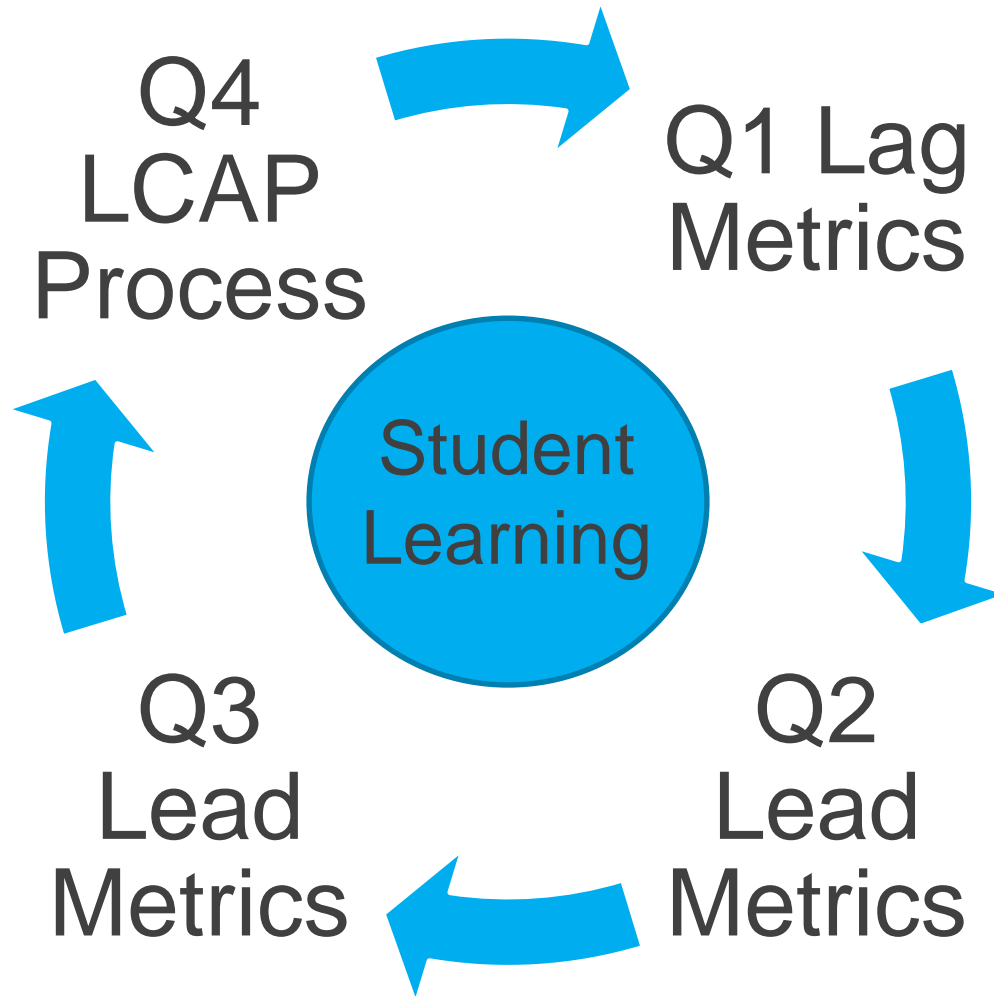 Q4
LCAP
Process
Q1 Lag
Metrics
Student
Learning
Q3
Lead
Metrics
Q2
Lead
Metrics